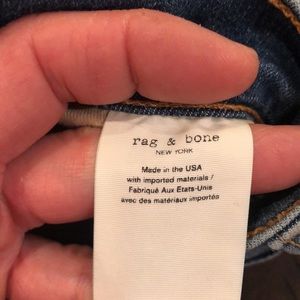 rag & bone
NEW YORK
Made in the USA
with imported materials /
Fabriqué Aux Etats-Unis
avec des matériaux importés